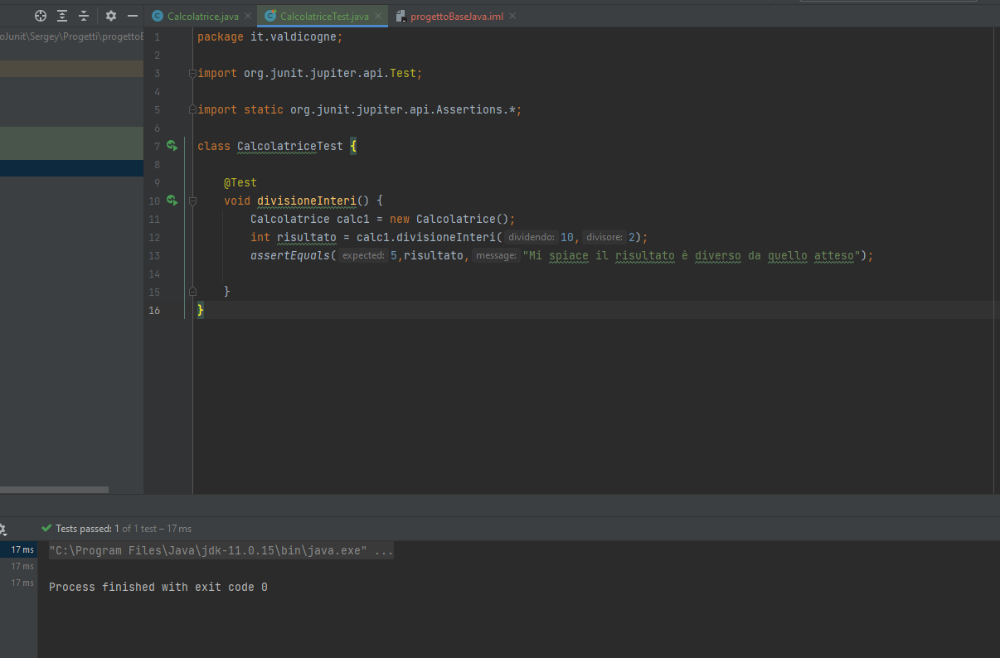 Calcolatrice.java
CalcolatriceTest.java
progettoBaseJava.iml
oJunit\Sergey\Progetti\progettoB
1 package it.valdicogne;
2
3 import org.junit.jupiter.api.Test;
4
5 import static org.junit.jupiter.api.Assertions.*;
6
7 class CalcolatriceTest {
8
9 @Test
10 void divisioneInteri() {
11 Calcolatrice calc1 = new Calcolatrice();
12 int risultato = calc1.divisioneInteri( dividendo: 10, divisore: 2);
13 assertEquals( expected: 5,risultato, message: "Mi spiace il risultato è diverso da quello atteso");
14
15 }
16 }
Tests passed: 1 of 1 test – 17 ms
17 ms
17 ms
17 ms
"C:\Program Files\Java\jdk-11.0.15\bin\java.exe" ...
Process finished with exit code 0